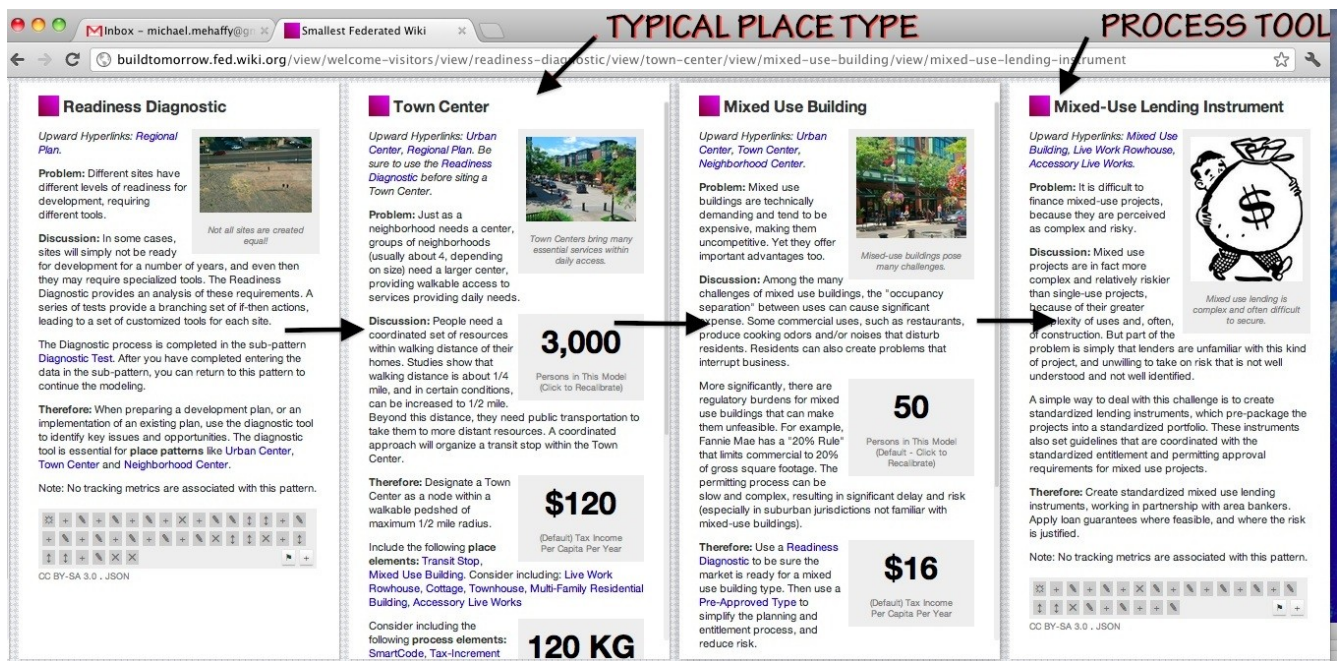 TYPICAL PLACE TYPE
PROCESS TOOL
Inbox – michael.mehaffy@g
Smallest Federated Wiki
buildtomorrow.fed.wiki.org/view/welcome-visitors/view/readiness-diagnostic/view/town-center/view/mixed-use-building/view/mixed-use-lending-instrument
Readiness Diagnostic
Upward Hyperlinks: Regional
Plan.
Problem: Different sites have
different levels of readiness for
development, requiring
different tools.
Not all sites are created
equal!
Discussion: In some cases,
sites will simply not be ready
for development for a number of years, and even then
they may require specialized tools. The Readiness
Diagnostic provides an analysis of these requirements. A
series of tests provide a branching set of if-then actions,
leading to a set of customized tools for each site.
The Diagnostic process is completed in the sub-pattern
Diagnostic Test. After you have completed entering the
data in the sub-pattern, you can return to this pattern to
continue the modeling.
Therefore: When preparing a development plan, or an
implementation of an existing plan, use the diagnostic tool
to identify key issues and opportunities. The diagnostic
tool is essential for place patterns like Urban Center,
Town Center and Neighborhood Center.
Note: No tracking metrics are associated with this pattern.
CC BY-SA 3.0 . JSON
Town Center
Upward Hyperlinks: Urban
Center, Regional Plan. Be
sure to use the Readiness
Diagnostic before siting a
Town Center.
Problem: Just as a
neighborhood needs a center,
groups of neighborhoods
(usually about 4, depending
on size) need a larger center,
providing walkable access to
services providing daily needs.
Town Centers bring many
essential services within
daily access.
Discussion: People need a
coordinated set of resources
within walking distance of their
homes. Studies show that
walking distance is about 1/4
mile, and in certain conditions,
can be increased to 1/2 mile.
Beyond this distance, they need public transportation to
take them to more distant resources. A coordinated
approach will organize a transit stop within the Town
Center.
3,000
Persons in This Model
(Click to Recalibrate)
Therefore: Designate a Town
Center as a node within a
walkable pedshed of
maximum 1/2 mile radius.
$120
(Default) Tax Income
Per Capita Per Year
Include the following place
elements: Transit Stop,
Mixed Use Building. Consider including: Live Work
Rowhouse, Cottage, Townhouse, Multi-Family Residential
Building, Accessory Live Works
Consider including the
following process elements:
SmartCode, Tax-Increment
120 KG
Mixed Use Building
Upward Hyperlinks: Urban
Center, Town Center,
Neighborhood Center.
Problem: Mixed use
buildings are technically
demanding and tend to be
expensive, making them
uncompetitive. Yet they offer
important advantages too.
Mised-use buildings pose
many challenges.
Discussion: Among the many
challenges of mixed use buildings, the "occupancy
separation" between uses can cause significant
expense. Some commercial uses, such as restaurants,
produce cooking odors and/or noises that disturb
residents. Residents can also create problems that
interrupt business.
More significantly, there are
regulatory burdens for mixed
use buildings that can make
them unfeasible. For example,
Fannie Mae has a "20% Rule"
that limits commercial to 20%
of gross square footage. The
permitting process can be
slow and complex, resulting in significant delay and risk
(especially in suburban jurisdictions not familiar with
mixed-use buildings).
50
Persons in This Model
(Default - Click to
Recalibrate)
Therefore: Use a Readiness
Diagnostic to be sure the
market is ready for a mixed
use building type. Then use a
Pre-Approved Type to
simplify the planning and
entitlement process, and
reduce risk.
$16
(Default) Tax Income
Per Capita Per Year
Mixed-Use Lending Instrument
Upward Hyperlinks: Mixed Use
Building, Live Work Rowhouse,
Accessory Live Works.
Problem: It is difficult to
finance mixed-use projects,
because they are perceived
as complex and risky.
$
Mixed use lending is
complex and often difficult
to secure.
Discussion: Mixed use
projects are in fact more
complex and relatively riskier
than single-use projects,
because of their greater
complexity of uses and, often,
of construction. But part of the
problem is simply that lenders are unfamiliar with this kind
of project, and unwilling to take on risk that is not well
understood and not well identified.
A simple way to deal with this challenge is to create
standardized lending instruments, which pre-package the
projects into a standardized portfolio. These instruments
also set guidelines that are coordinated with the
standardized entitlement and permitting approval
requirements for mixed use projects.
Therefore: Create standardized mixed use lending
instruments, working in partnership with area bankers.
Apply loan guarantees where feasible, and where the risk
is justified.
Note: No tracking metrics are associated with this pattern.
CC BY-SA 3.0 . JSON